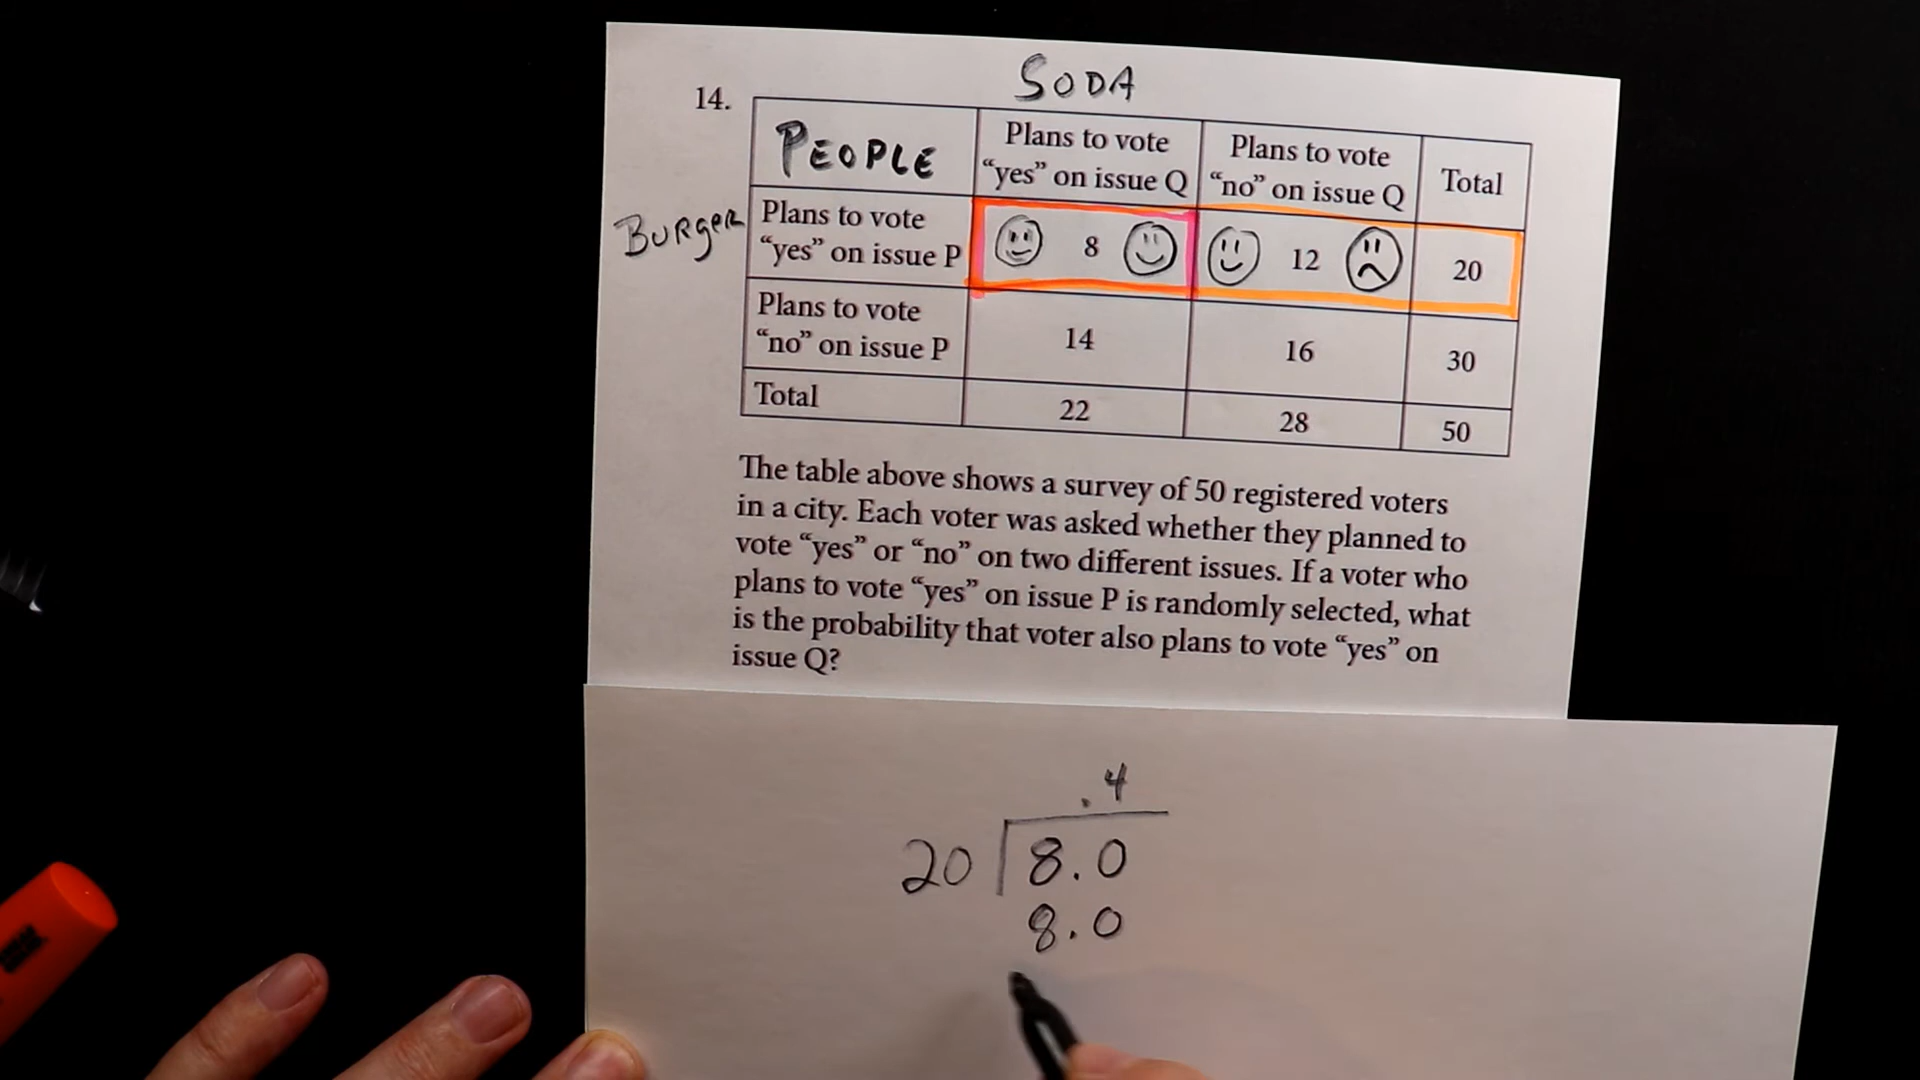 SODA
14.
PEOPLE
Plans to vote
"yes" on issue Q
Plans to vote
"no" on issue Q
Total
Burger
Plans to vote
"yes" on issue P
8
12
20
Plans to vote
"no" on issue P
14
16
30
Total
22
28
50
The table above shows a survey of 50 registered voters
in a city. Each voter was asked whether they planned to
vote "yes" or "no" on two different issues. If a voter who
plans to vote "yes" on issue P is randomly selected, what
is the probability that voter also plans to vote "yes" on
issue Q?
.4
20 8.0
8.0